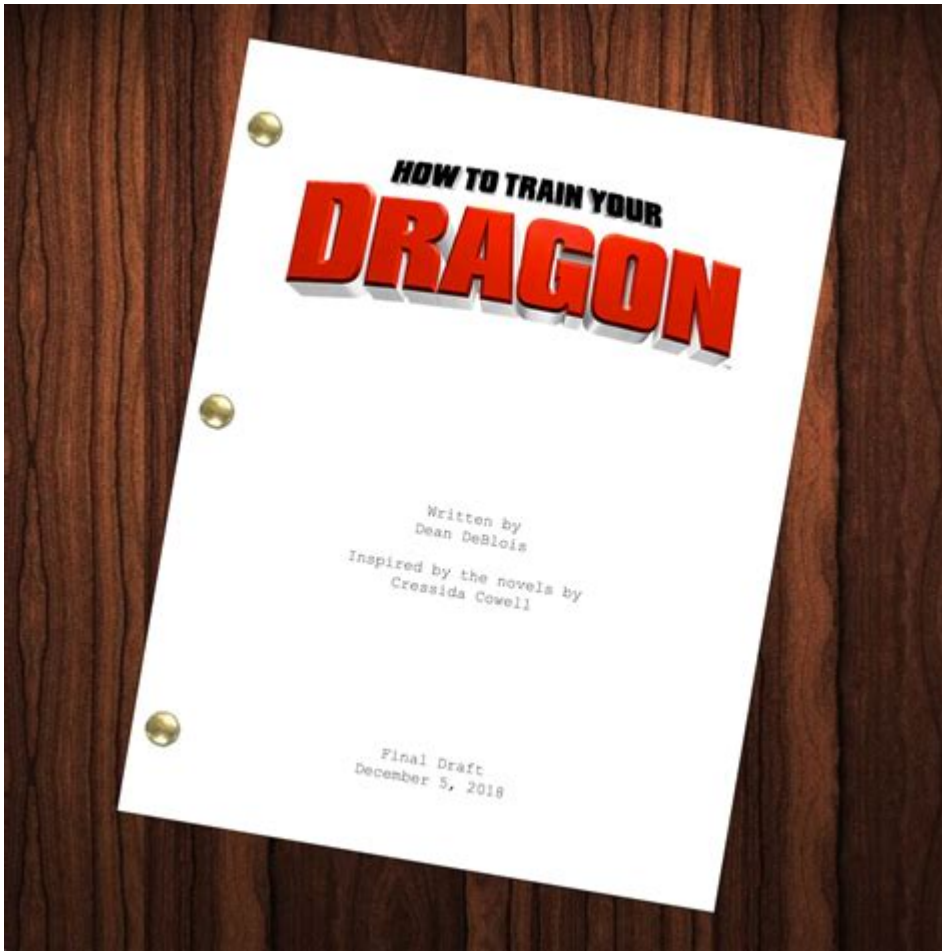 HOW TO TRAIN YOUR
DRAGON
Written by
Dean DeBlois
Inspired by the novels by
Cressida Cowell
Final Draft
December 5, 2018